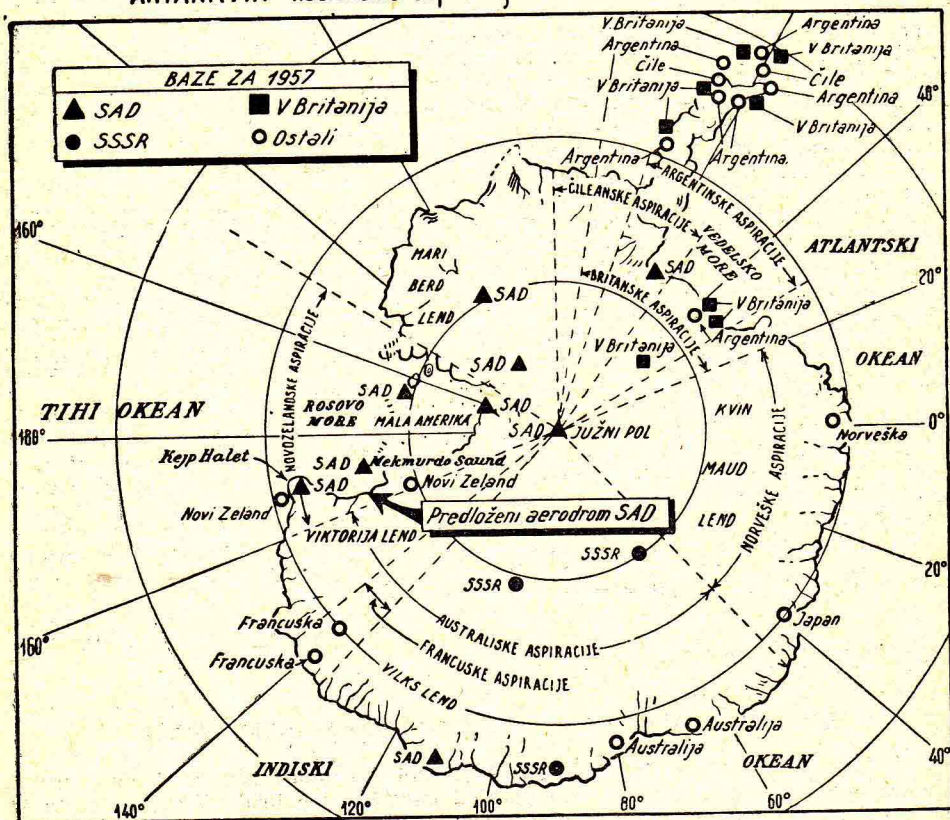 ANTARKTIK
BAZE ZA 1957
SAD
V Britanija
SSSR
Ostali
V Britanija
Argentina
Čile
V Britanija
Argentina
V Britanija
Čile
Argentina
V Britanija
Argentina
Argentina.
40°
ARGENTINSKE ASPIRACIJE
ČILEANSKE ASPIRACIJE
VEDELSKO
MORE
ATLANTSKI
160°
MARI
BERD
LEND
SAD
SAD
BRITANSKE ASPIRACIJE
20°
V Britanija
Argentina
V Britanija
OKEAN
NOVOZELANDSKE ASPIRACIJE
SAD
SAD
SAD
ROSOVO
MORE
MALA AMERIKA
TIHI OKEAN
KVIN
MAUD
LEND
NORVEŠKE ASPIRACIJE
0°
Norveška
180°
SAD
JUŽNI POL
Kejp Halet
SAD
Mekmurdo Saund
SAD
Novi Zeland
Novi Zeland
Predloženi aerodrom SAD
VIKTORIJA LEND
SSSR
SSSR
20°
Francuska
Francuska
160°
AUSTRALISKE ASPIRACIJE
FRANCUSKE ASPIRACIJE
VILKS LEND
Japan
Australija
Australija
SAD
SSSR
INDISKI
OKEAN
140°
120°
100°
80°
60°
40°